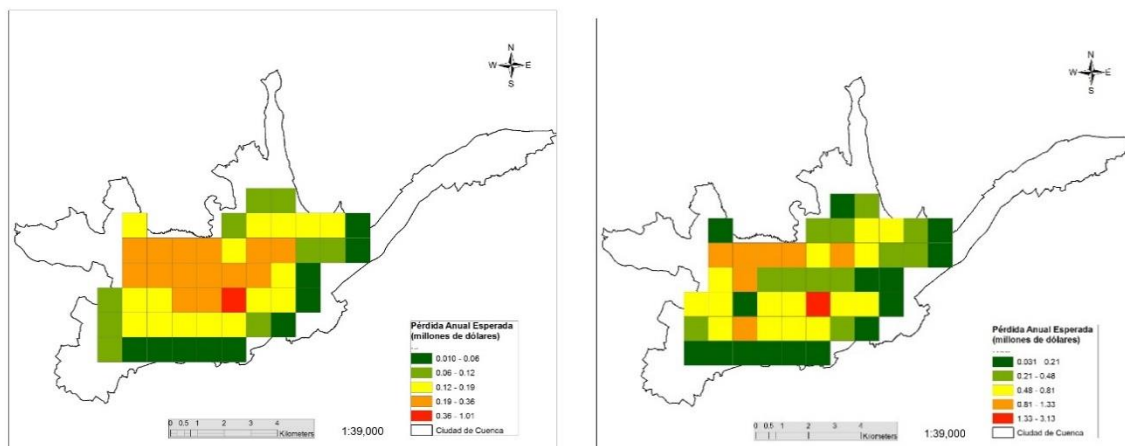 N
W E
S
Pérdida Anual Esperada
(millones de dólares)
0.010 - 0.06
0.06 - 0.12
0.12 - 0.19
0.19 - 0.36
0.36 - 1.01
Ciudad de Cuenca
0 0.5 1 2 3 4
Kilometers
1:39,000
N
W E
S
Pérdida Anual Esperada
(millones de dólares)
0.031 - 0.21
0.21 - 0.48
0.48 - 0.81
0.81 - 1.33
1.33 - 3.13
Ciudad de Cuenca
0 0.5 1 2 3 4
Kilometers
1:39,000